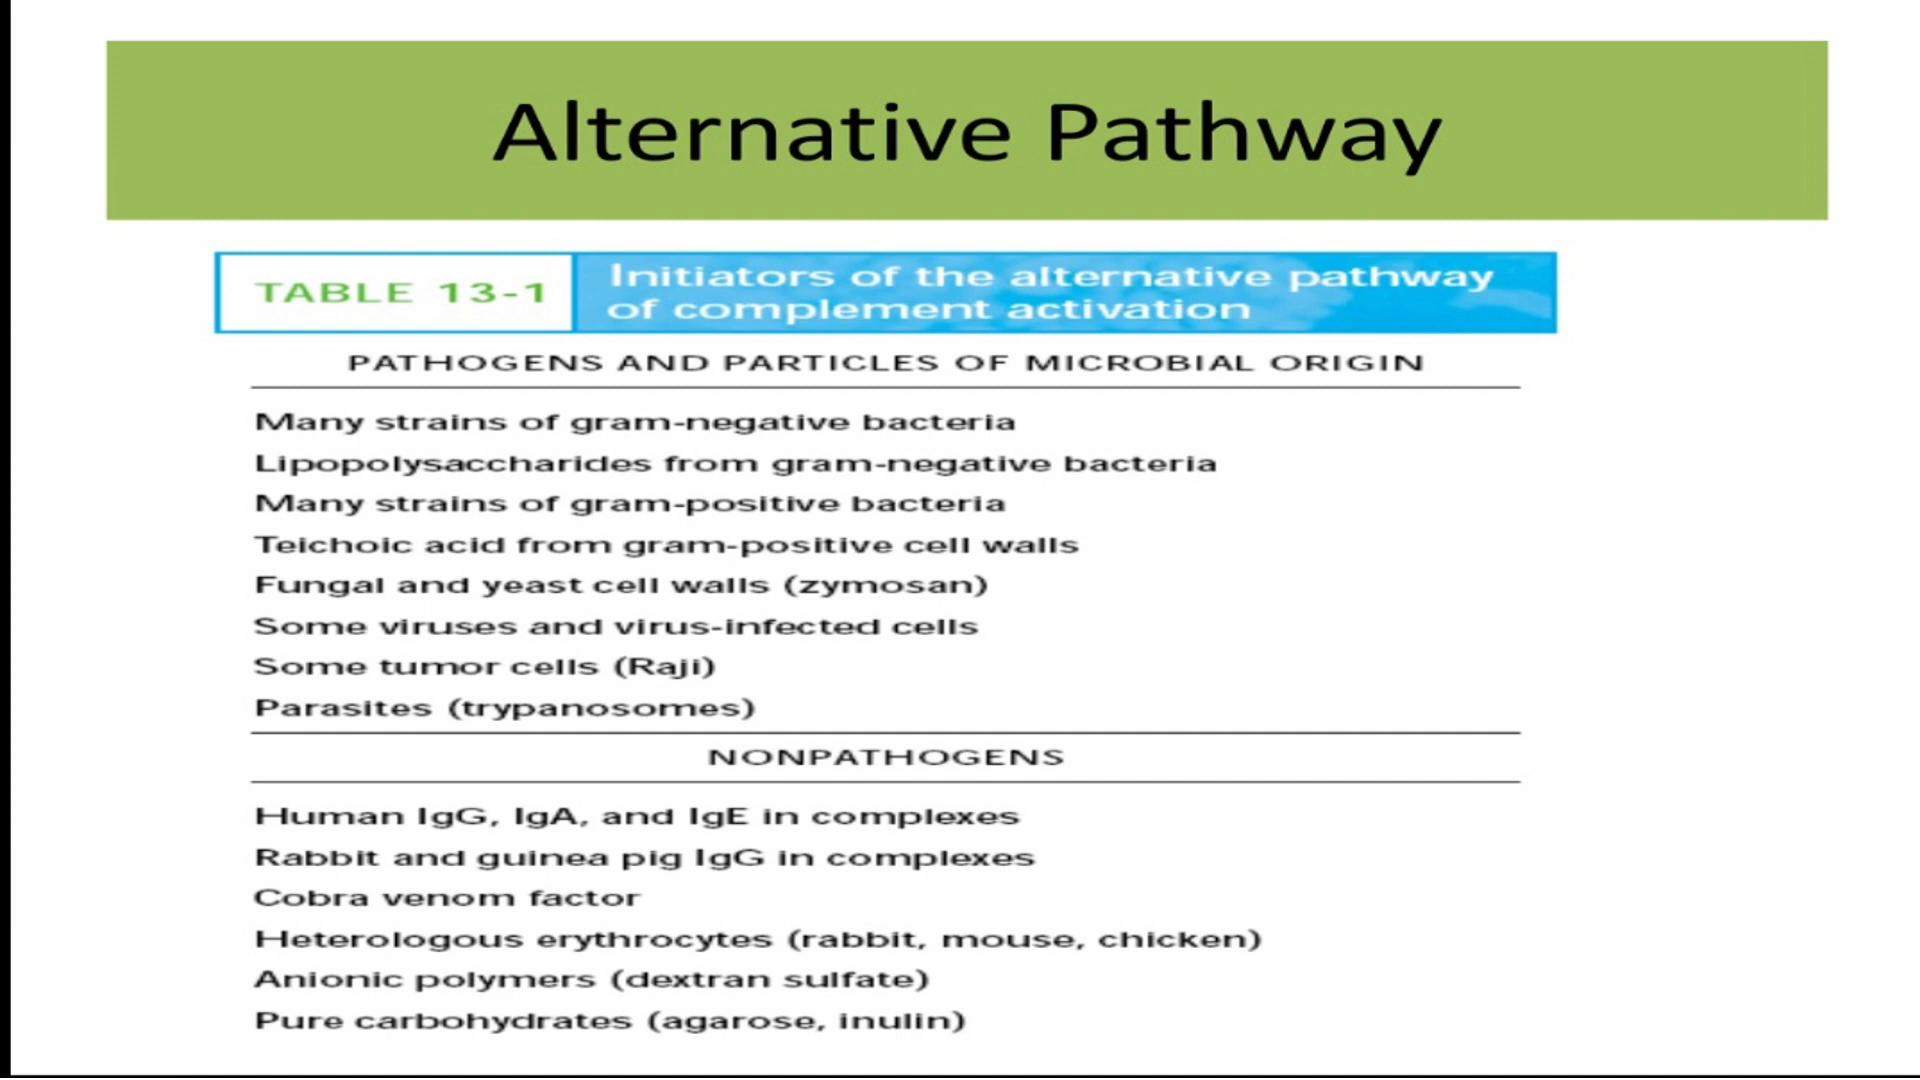 Alternative Pathway
TABLE 13-1
Initiators of the alternative pathway
of complement activation
PATHOGENS AND PARTICLES OF MICROBIAL ORIGIN
Many strains of gram-negative bacteria
Lipopolysaccharides from gram-negative bacteria
Many strains of gram-positive bacteria
Teichoic acid from gram-positive cell walls
Fungal and yeast cell walls (zymosan)
Some viruses and virus-infected cells
Some tumor cells (Raji)
Parasites (trypanosomes)
NONPATHOGENS
Human IgG, IgA, and IgE in complexes
Rabbit and guinea pig IgG in complexes
Cobra venom factor
Heterologous erythrocytes (rabbit, mouse, chicken)
Anionic polymers (dextran sulfate)
Pure carbohydrates (agarose, inulin)